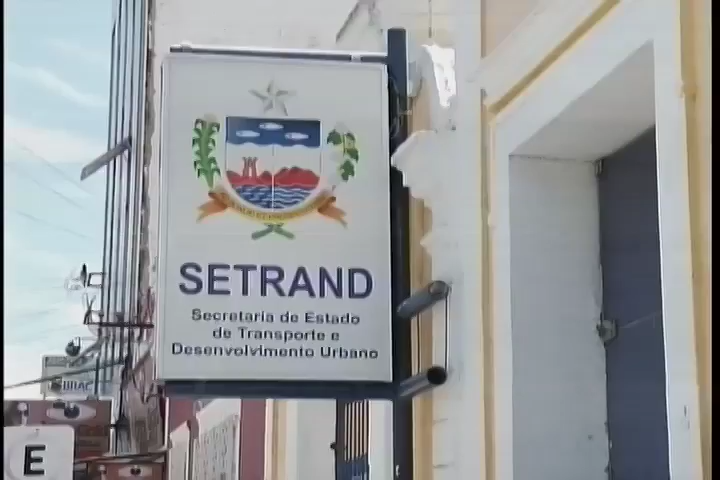 SETRAND
Secretaria de Estado
de Transporte e
Desenvolvimento Urbano
E